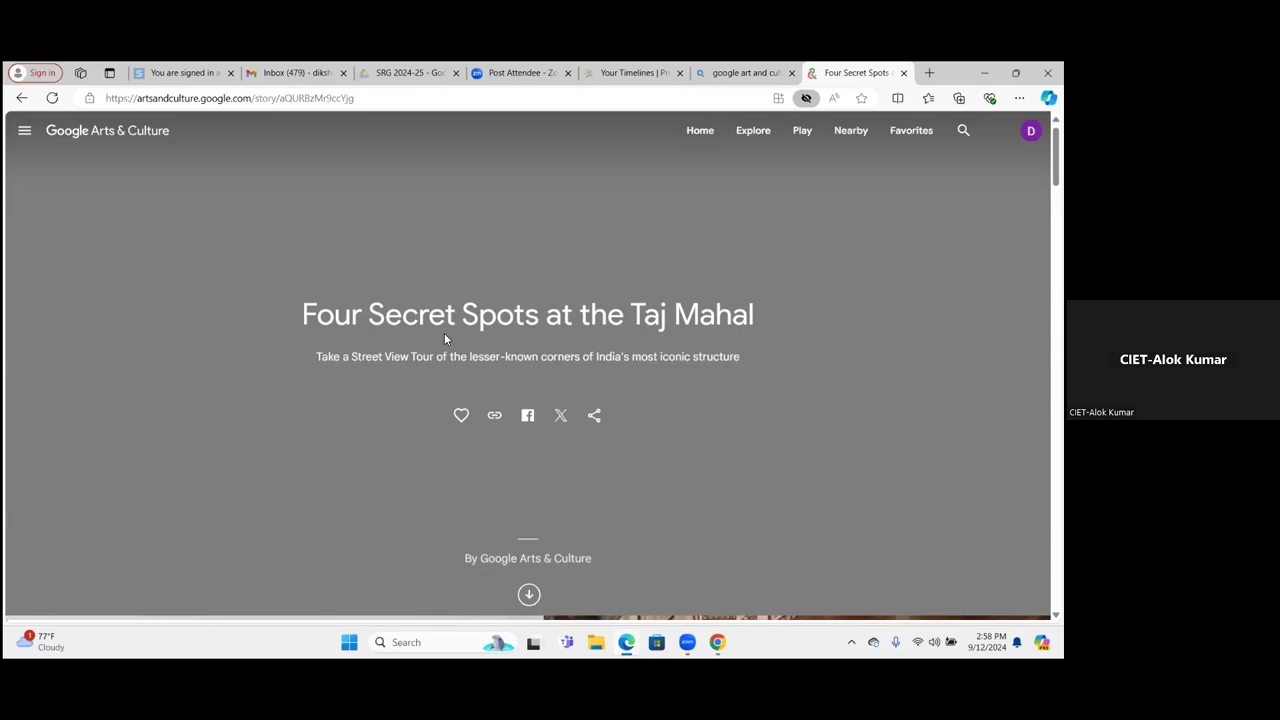 Sign in
You are signed in a
Inbox (479) - diksh
SRG 2024-25 - Goo
Post Attendee - Zo
Your Timelines | Pr
google art and cult
Four Secret Spots
https://artsandculture.google.com/story/aQURBzMr9ccYjg
Google Arts & Culture
Home
Explore
Play
Nearby
Favorites
D
Four Secret Spots at the Taj Mahal
Take a Street View Tour of the lesser-known corners of India's most iconic structure
By Google Arts & Culture
CIET-Alok Kumar
CIET-Alok Kumar
1
77°F
Cloudy
Search
2:58 PM
9/12/2024